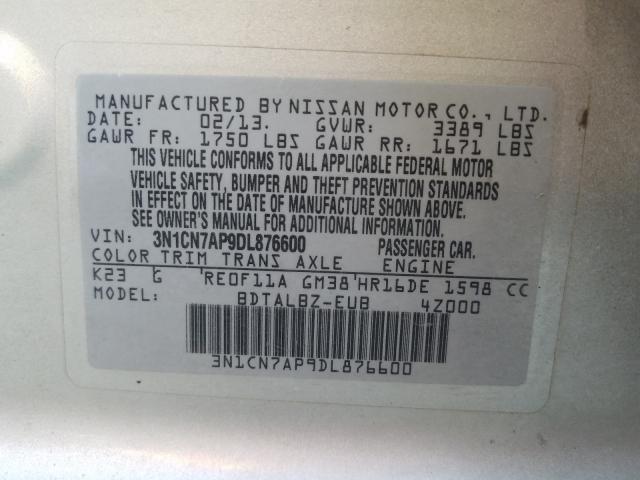 MANUFACTURED BY NISSAN MOTOR CO., LTD.
DATE: 02/13. GVWR: 3389 LBS
GAWR FR: 1750 LBS GAWR RR: 1671 LBS
THIS VEHICLE CONFORMS TO ALL APPLICABLE FEDERAL MOTOR
VEHICLE SAFETY, BUMPER AND THEFT PREVENTION STANDARDS
IN EFFECT ON THE DATE OF MANUFACTURE SHOWN ABOVE.
SEE OWNER'S MANUAL FOR ADDITIONAL INFORMATION.
VIN: 3N1CN7AP9DL876600 PASSENGER CAR.
COLOR TRIM TRANS AXLE ENGINE
K23 G RE0F11A GM38 HR16DE 1598 CC
MODEL: BDTALBZ-EUB 4Z000
3N1CN7AP9DL876600